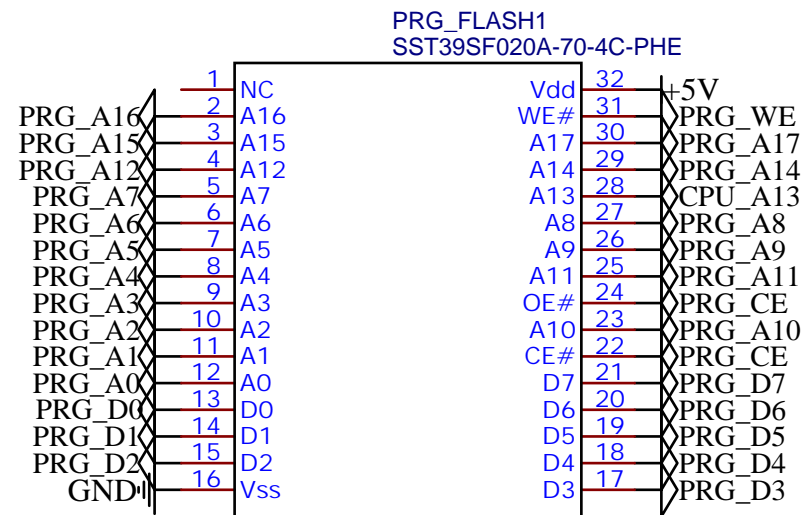 PRG_FLASH1
SST39SF020A-70-4C-PHE
PRG_A16 1 NC Vdd 32 +5V
2 A16 WE# 31 PRG_WE
PRG_A15 3 A15 A17 30 PRG_A17
PRG_A12 4 A12 A14 29 PRG_A14
PRG_A7 5 A7 A13 28 CPU_A13
PRG_A6 6 A6 A8 27 PRG_A8
PRG_A5 7 A5 A9 26 PRG_A9
PRG_A4 8 A4 A11 25 PRG_A11
PRG_A3 9 A3 OE# 24 PRG_CE
PRG_A2 10 A2 A10 23 PRG_A10
PRG_A1 11 A1 CE# 22 PRG_CE
PRG_A0 12 A0 D7 21 PRG_D7
PRG_D0 13 D0 D6 20 PRG_D6
PRG_D1 14 D1 D5 19 PRG_D5
PRG_D2 15 D2 D4 18 PRG_D4
GND 16 Vss D3 17 PRG_D3